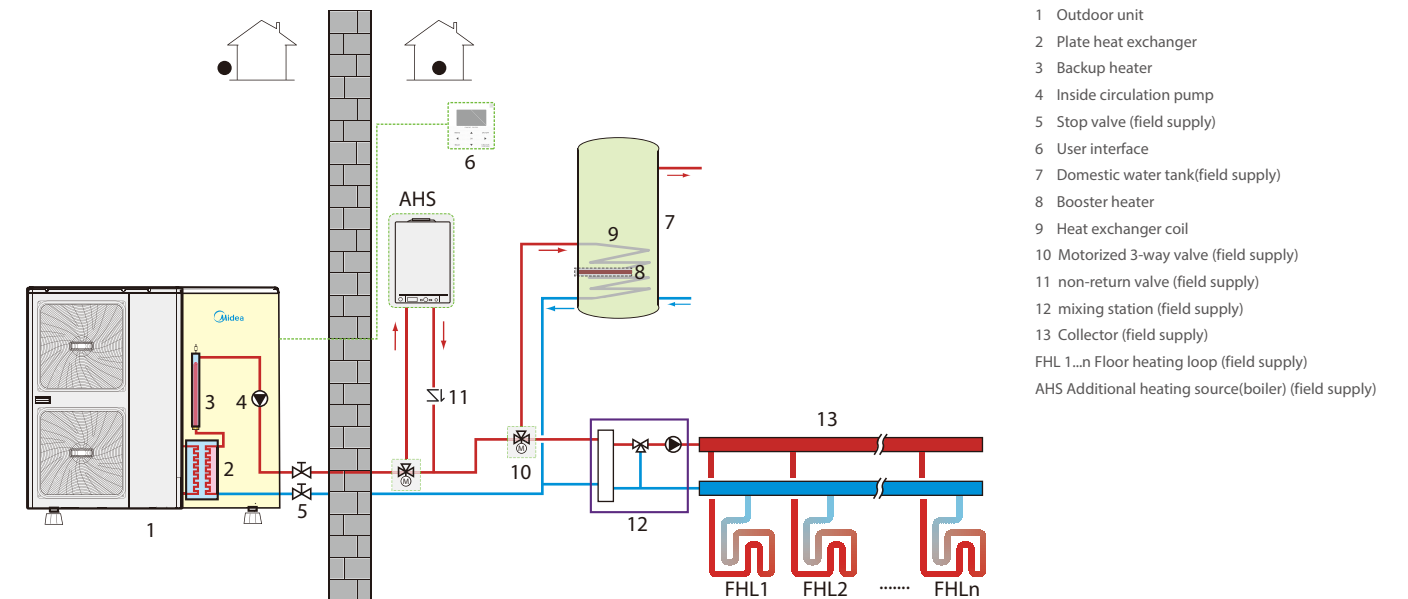 AHS
6
7
9
8
Midea
3
4
2
11
M
M
10
5
1
12
13
FHL1
FHL2
.......
FHLn
1 Outdoor unit
2 Plate heat exchanger
3 Backup heater
4 Inside circulation pump
5 Stop valve (field supply)
6 User interface
7 Domestic water tank(field supply)
8 Booster heater
9 Heat exchanger coil
10 Motorized 3-way valve (field supply)
11 non-return valve (field supply)
12 mixing station (field supply)
13 Collector (field supply)
FHL 1...n Floor heating loop (field supply)
AHS Additional heating source(boiler) (field supply)